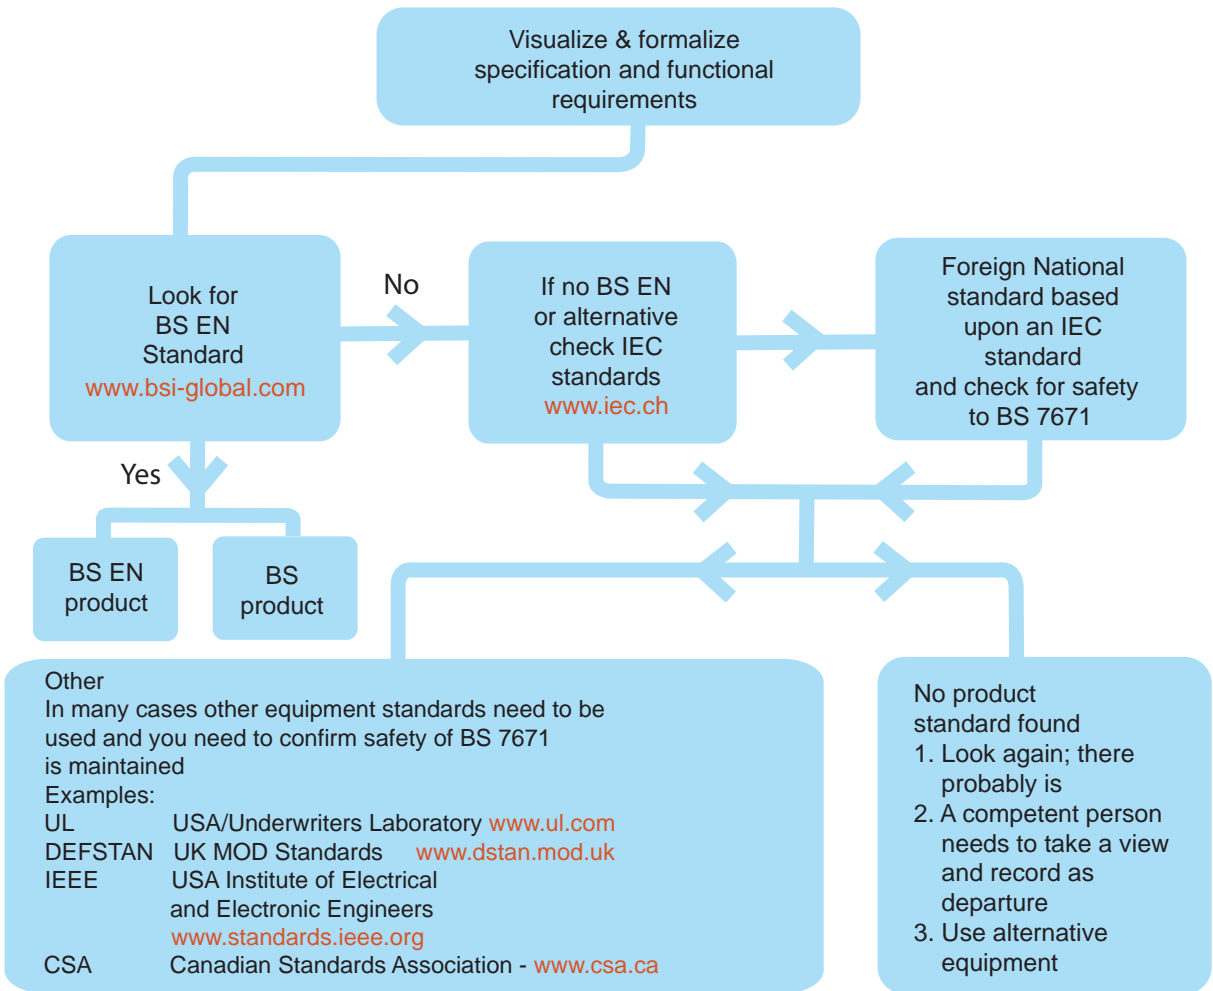 Visualize & formalize
specification and functional
requirements
Look for
BS EN
Standard
www.bsi-global.com
No
If no BS EN
or alternative
check IEC
standards
www.iec.ch
Foreign National
standard based
upon an IEC
standard
and check for safety
to BS 7671
Yes
BS EN
product
BS
product
Other
In many cases other equipment standards need to be
used and you need to confirm safety of BS 7671
is maintained
Examples:
UL USA/Underwriters Laboratory www.ul.com
DEFSTAN UK MOD Standards www.dstan.mod.uk
IEEE USA Institute of Electrical
and Electronic Engineers
www.standards.ieee.org
CSA Canadian Standards Association - www.csa.ca
No product
standard found
1. Look again; there
probably is
2. A competent person
needs to take a view
and record as
departure
3. Use alternative
equipment